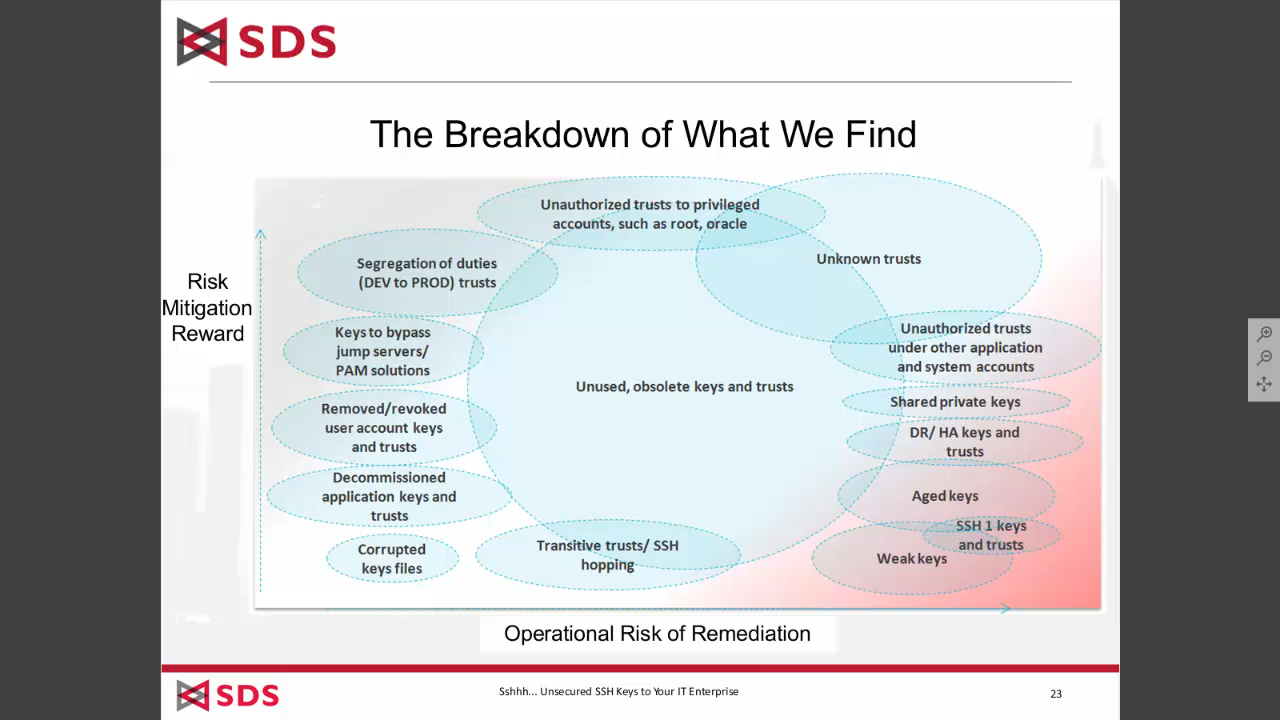 SDS
The Breakdown of What We Find
Unauthorized trusts to privileged
accounts, such as root, oracle
Unknown trusts
Segregation of duties
(DEV to PROD) trusts
Risk
Mitigation
Reward
Keys to bypass
jump servers/
PAM solutions
Unauthorized trusts
under other application
and system accounts
Unused, obsolete keys and trusts
Shared private keys
Removed/revoked
user account keys
and trusts
DR/ HA keys and
trusts
Decommissioned
application keys and
trusts
Aged keys
SSH 1 keys
and trusts
Corrupted
keys files
Transitive trusts/ SSH
hopping
Weak keys
Operational Risk of Remediation
SDS
Sshhh... Unsecured SSH Keys to Your IT Enterprise
23